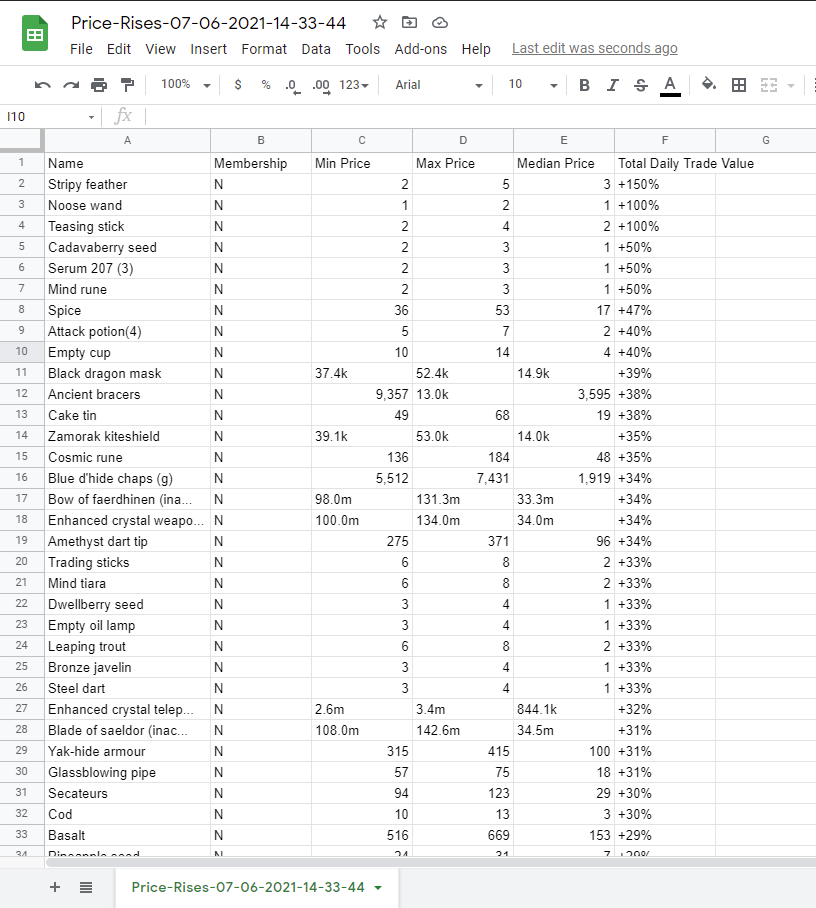 Price-Rises-07-06-2021-14-33-44
File Edit View Insert Format Data Tools Add-ons Help Last edit was seconds ago
100% $ % .0 .00 123 Arial 10 B I S A
I10 fx
A B C D E F G
1 Name Membership Min Price Max Price Median Price Total Daily Trade Value
2 Stripy feather N 2 5 3 +150%
3 Noose wand N 1 2 1 +100%
4 Teasing stick N 2 4 2 +100%
5 Cadavaberry seed N 2 3 1 +50%
6 Serum 207 (3) N 2 3 1 +50%
7 Mind rune N 2 3 1 +50%
8 Spice N 36 53 17 +47%
9 Attack potion(4) N 5 7 2 +40%
10 Empty cup N 10 14 4 +40%
11 Black dragon mask N 37.4k 52.4k 14.9k +39%
12 Ancient bracers N 9,357 13.0k 3,595 +38%
13 Cake tin N 49 68 19 +38%
14 Zamorak kiteshield N 39.1k 53.0k 14.0k +35%
15 Cosmic rune N 136 184 48 +35%
16 Blue d'hide chaps (g) N 5,512 7,431 1,919 +34%
17 Bow of faerdhinen (ina... N 98.0m 131.3m 33.3m +34%
18 Enhanced crystal weapo... N 100.0m 134.0m 34.0m +34%
19 Amethyst dart tip N 275 371 96 +34%
20 Trading sticks N 6 8 2 +33%
21 Mind tiara N 6 8 2 +33%
22 Dwellberry seed N 3 4 1 +33%
23 Empty oil lamp N 3 4 1 +33%
24 Leaping trout N 6 8 2 +33%
25 Bronze javelin N 3 4 1 +33%
26 Steel dart N 3 4 1 +33%
27 Enhanced crystal telep... N 2.6m 3.4m 844.1k +32%
28 Blade of saeldor (inac... N 108.0m 142.6m 34.5m +31%
29 Yak-hide armour N 315 415 100 +31%
30 Glassblowing pipe N 57 75 18 +31%
31 Secateurs N 94 123 29 +30%
32 Cod N 10 13 3 +30%
33 Basalt N 516 669 153 +29%
34 Pineapple seed N 24 31 7 +29%
Price-Rises-07-06-2021-14-33-44